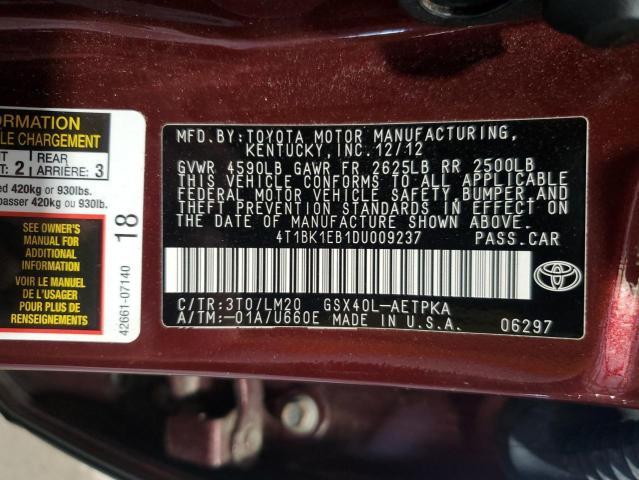 ORMATION
LE CHARGEMENT
NT 2
REAR
ARRIÈRE: 3
ed 420kg or 930lbs.
passer 420kg ou 930lb.
SEE OWNER'S
MANUAL FOR
ADDITIONAL
INFORMATION
VOIR LE MANUEL
DE L'USAGER
POUR PLUS DE
RENSEIGNEMENTS
18
42661-07140
MFD.BY:TOYOTA MOTOR MANUFACTURING,
KENTUCKY, INC.12/12
GVWR 4590LB GAWR FR 2625LB RR 2500LB
THIS VEHICLE CONFORMS TO ALL APPLICABLE
FEDERAL MOTOR VEHICLE SAFETY,BUMPER,AND
THEFT PREVENTION STANDARDS IN EFFECT ON
THE DATE OF MANUFACTURE SHOWN ABOVE.
4T1BK1EB1DU009237 PASS.CAR
TOYOTA
C/TR:3T0/LM20 GSX40L-AETPKA
A/TM:-01A/U660E MADE IN U.S.A. 06297